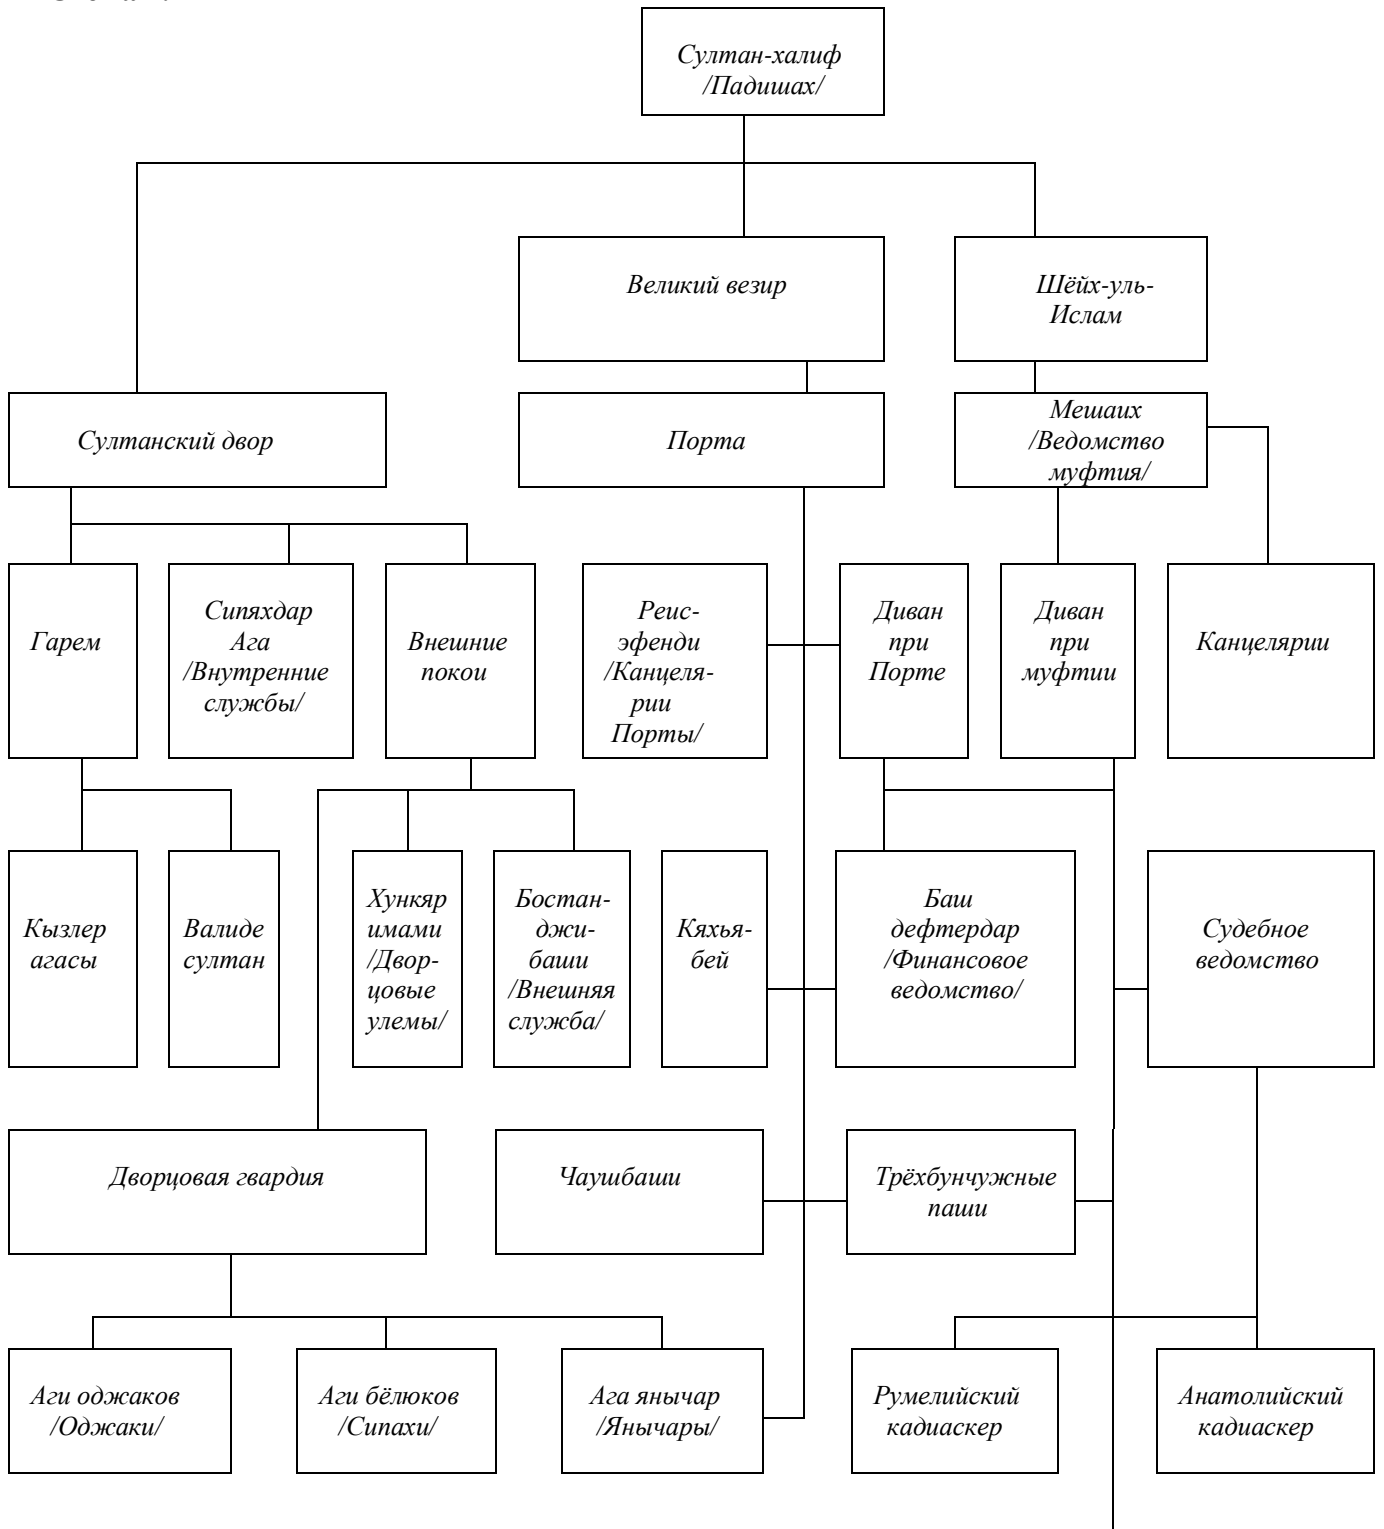 Султан-халиф
/Падишах/
Великий везир
Шёйх-уль-
Ислам
Султанский двор
Порта
Мешаих
/Ведомство
муфтия/
Гарем
Сипяхдар
Ага
/Внутренние
службы/
Внешние
покои
Реис-
эфенди
/Канцеля-
рии
Порты/
Диван
при
Порте
Диван
при
муфтии
Канцелярии
Кызлер
агасы
Валиде
султан
Хункяр
имами
/Двор-
цовые
улемы/
Бостан-
джи-
баши
/Внешняя
служба/
Кяхья-
бей
Баш
дефтердар
/Финансовое
ведомство/
Судебное
ведомство
Дворцовая гвардия
Чаушбаши
Трёхбунчужные
паши
Аги оджаков
/Оджаки/
Аги бёлюков
/Сипахи/
Ага янычар
/Янычары/
Румелийский
кадиаскер
Анатолийский
кадиаскер